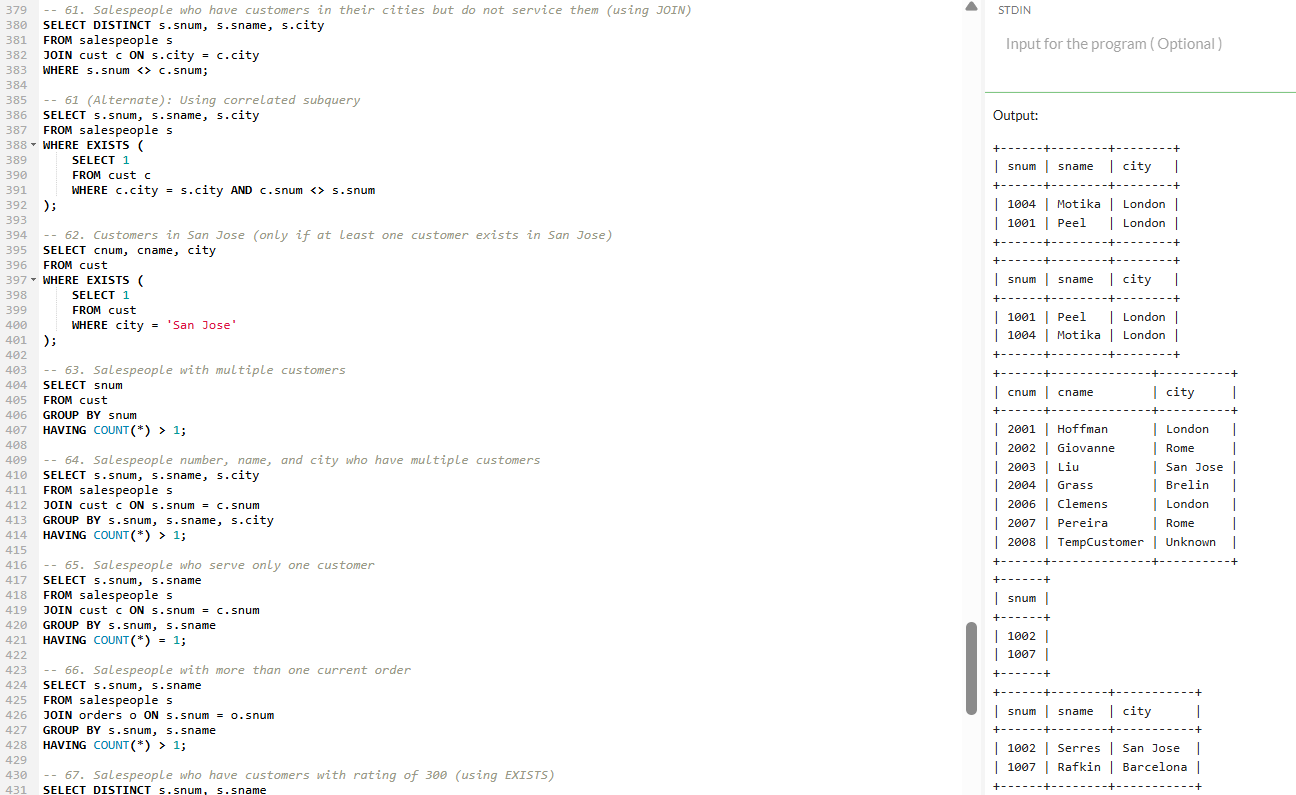 379 -- 61. Salespeople who have customers in their cities but do not service them (using JOIN)
380 SELECT DISTINCT s.snum, s.sname, s.city
381 FROM salespeople s
382 JOIN cust c ON s.city = c.city
383 WHERE s.snum <> c.snum;
384
385 -- 61 (Alternate): Using correlated subquery
386 SELECT s.snum, s.sname, s.city
387 FROM salespeople s
388 WHERE EXISTS (
389     SELECT 1
390     FROM cust c
391     WHERE c.city = s.city AND c.snum <> s.snum
392 );
393
394 -- 62. Customers in San Jose (only if at least one customer exists in San Jose)
395 SELECT cnum, cname, city
396 FROM cust
397 WHERE EXISTS (
398     SELECT 1
399     FROM cust
400     WHERE city = 'San Jose'
401 );
402
403 -- 63. Salespeople with multiple customers
404 SELECT snum
405 FROM cust
406 GROUP BY snum
407 HAVING COUNT(*) > 1;
408
409 -- 64. Salespeople number, name, and city who have multiple customers
410 SELECT s.snum, s.sname, s.city
411 FROM salespeople s
412 JOIN cust c ON s.snum = c.snum
413 GROUP BY s.snum, s.sname, s.city
414 HAVING COUNT(*) > 1;
415
416 -- 65. Salespeople who serve only one customer
417 SELECT s.snum, s.sname
418 FROM salespeople s
419 JOIN cust c ON s.snum = c.snum
420 GROUP BY s.snum, s.sname
421 HAVING COUNT(*) = 1;
422
423 -- 66. Salespeople with more than one current order
424 SELECT s.snum, s.sname
425 FROM salespeople s
426 JOIN orders o ON s.snum = o.snum
427 GROUP BY s.snum, s.sname
428 HAVING COUNT(*) > 1;
429
430 -- 67. Salespeople who have customers with rating of 300 (using EXISTS)
431 SELECT DISTINCT s.snum, s.sname
STDIN
Input for the program ( Optional )
Output:
+------+--------+--------+
| snum | sname  | city   |
+------+--------+--------+
| 1004 | Motika | London |
| 1001 | Peel   | London |
+------+--------+--------+
+------+--------+--------+
| snum | sname  | city   |
+------+--------+--------+
| 1001 | Peel   | London |
| 1004 | Motika | London |
+------+--------+--------+
+------+--------------+----------+
| cnum | cname        | city     |
+------+--------------+----------+
| 2001 | Hoffman      | London   |
| 2002 | Giovanne     | Rome     |
| 2003 | Liu          | San Jose |
| 2004 | Grass        | Brelin   |
| 2006 | Clemens      | London   |
| 2007 | Pereira      | Rome     |
| 2008 | TempCustomer | Unknown  |
+------+--------------+----------+
+------+
| snum |
+------+
| 1002 |
| 1007 |
+------+
+------+--------+-----------+
| snum | sname  | city      |
+------+--------+-----------+
| 1002 | Serres | San Jose  |
| 1007 | Rafkin | Barcelona |
+------+--------+-----------+